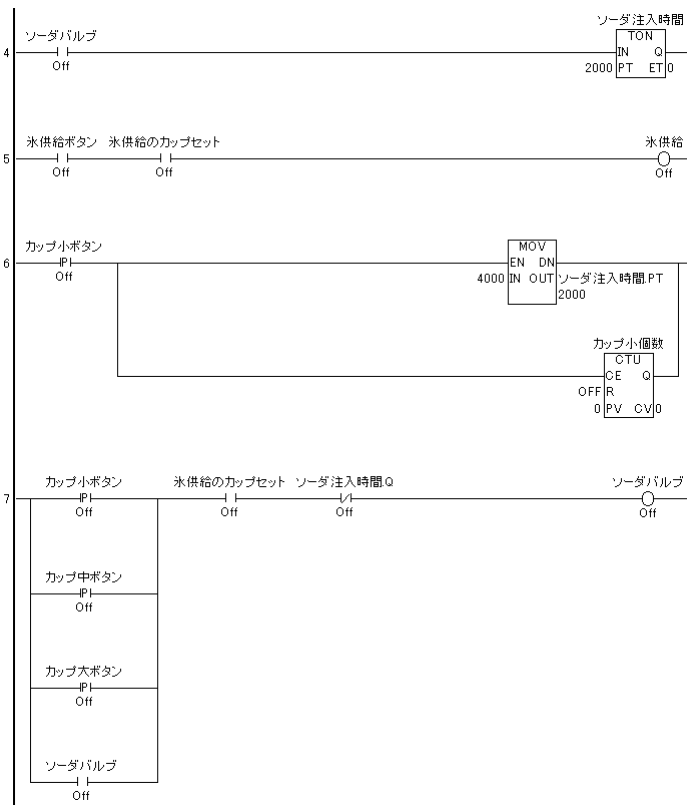 ソーダ注入時間
ソーダバルブ
TON
4
IN Q
Off
2000 PT ET 0
氷供給ボタン 氷供給のカップセット 氷供給
5
Off Off Off
カップ小ボタン
MOV
6
P
EN DN
Off
4000 IN OUT ソーダ注入時間.PT
2000
カップ小個数
CTU
CE Q
OFF R
0 PV CV 0
カップ小ボタン 氷供給のカップセット ソーダ注入時間.Q ソーダバルブ
7
P
Off Off Off Off
カップ中ボタン
P
Off
カップ大ボタン
P
Off
ソーダバルブ
Off